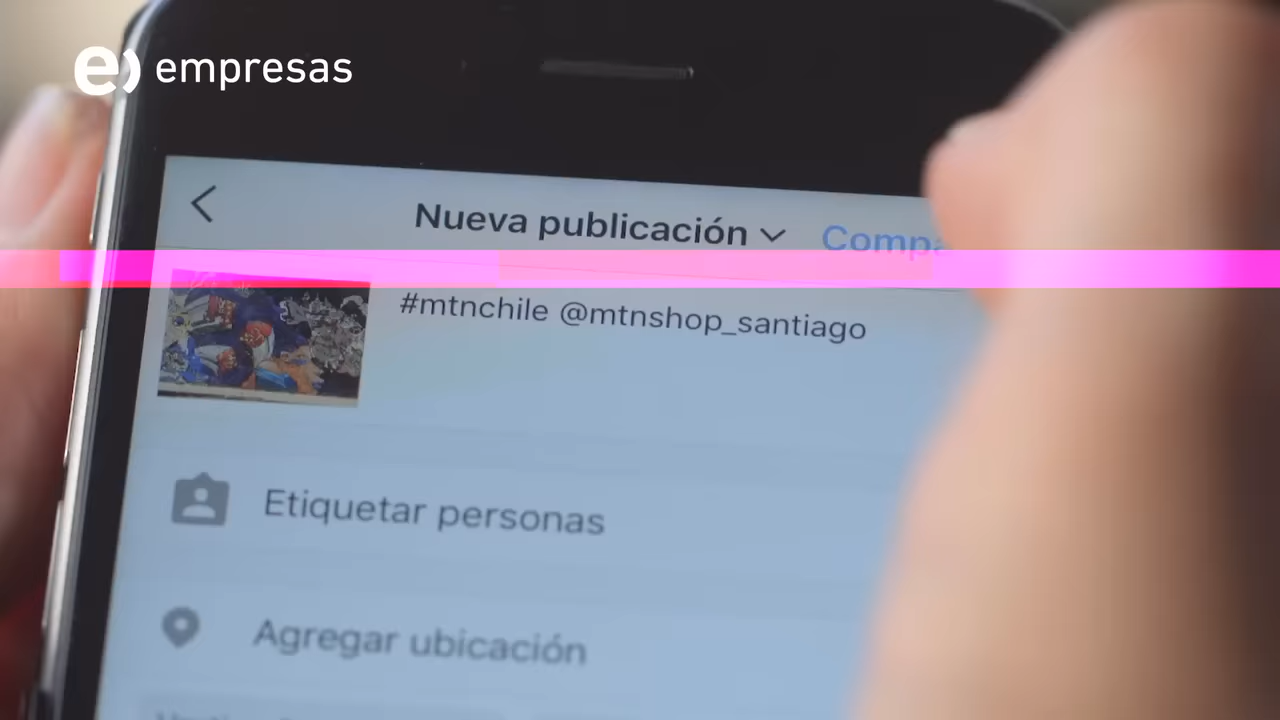 e) empresas
Nueva publicación
#mtnchile @mtnshop_santiago
Etiquetar personas
Agregar ubicación